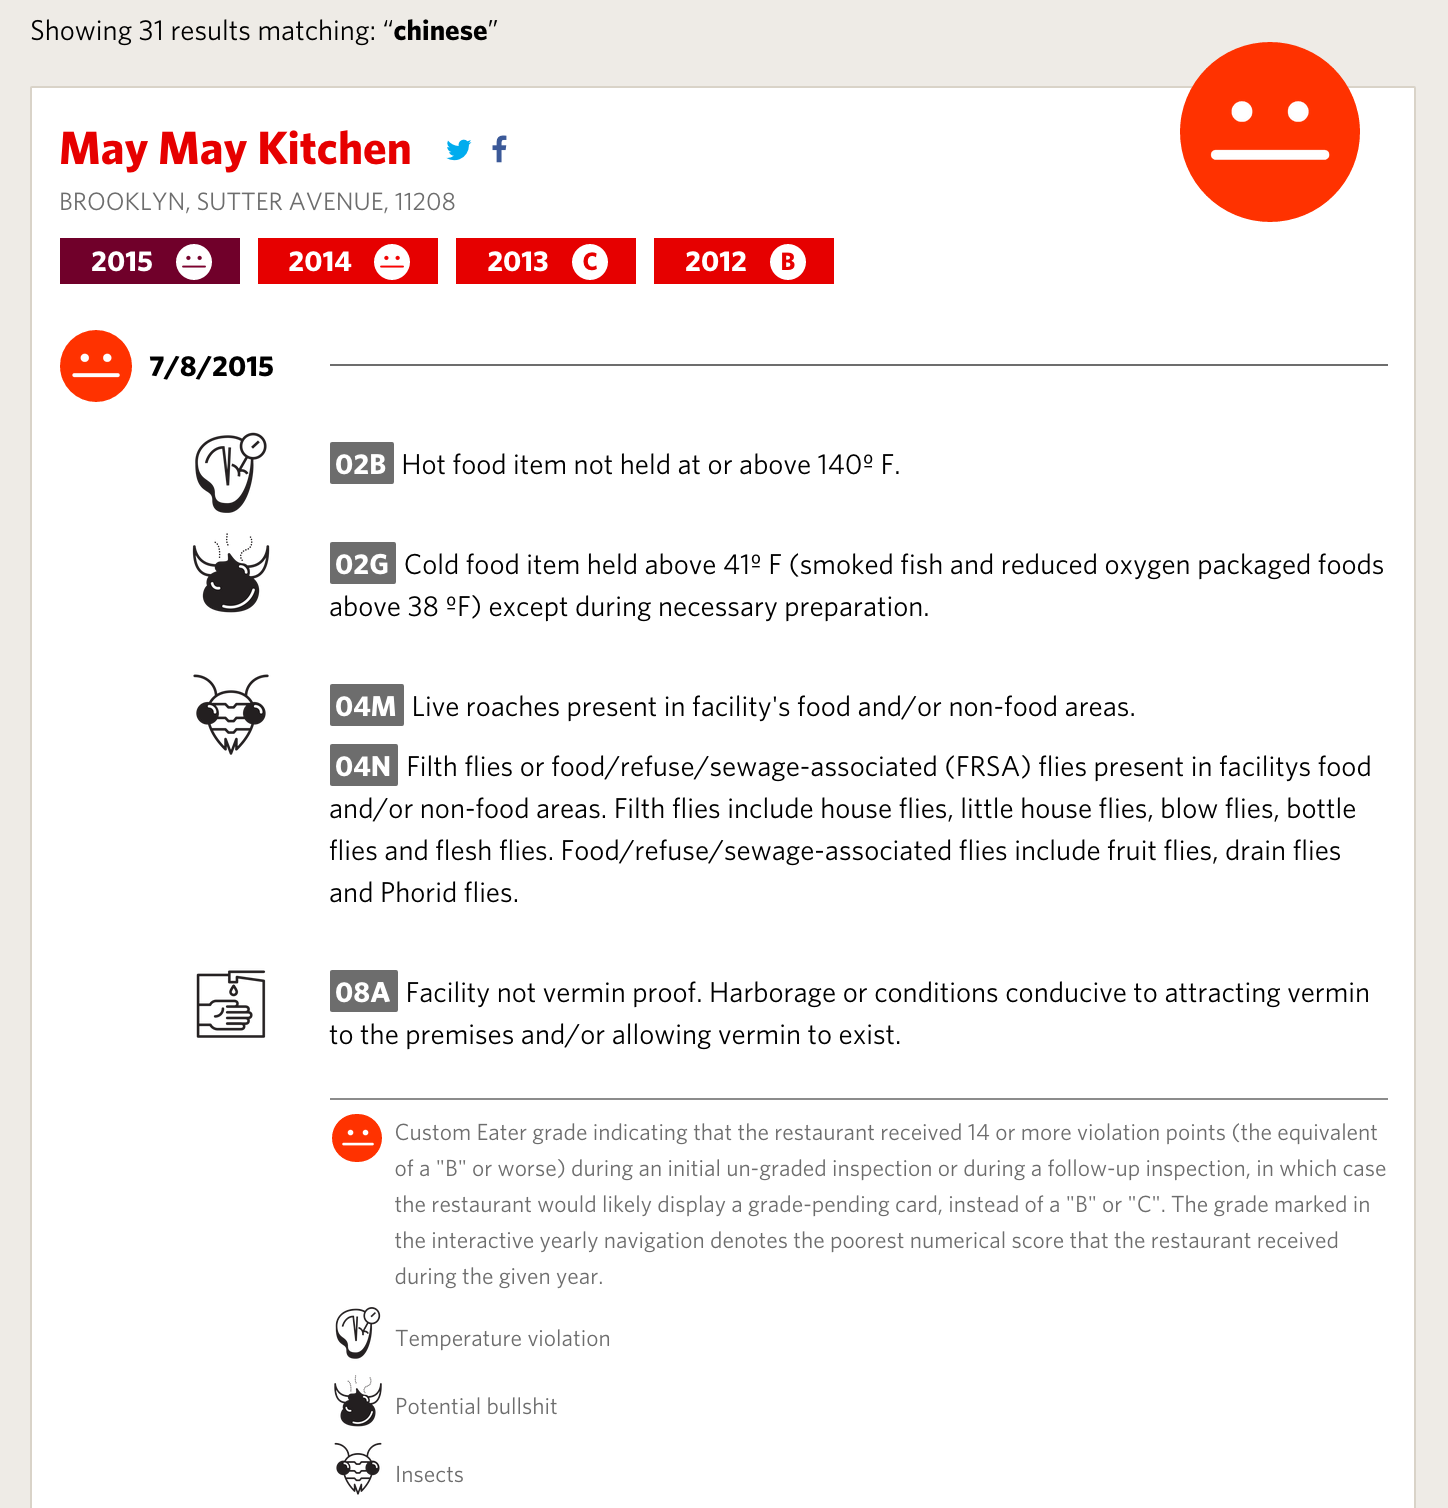 Showing 31 results matching: “chinese”
May May Kitchen
BROOKLYN, SUTTER AVENUE, 11208
2015 2014 2013 C 2012 B
7/8/2015
02B Hot food item not held at or above 140º F.
02G Cold food item held above 41º F (smoked fish and reduced oxygen packaged foods
above 38 ºF) except during necessary preparation.
04M Live roaches present in facility's food and/or non-food areas.
04N Filth flies or food/refuse/sewage-associated (FRSA) flies present in facilitys food
and/or non-food areas. Filth flies include house flies, little house flies, blow flies, bottle
flies and flesh flies. Food/refuse/sewage-associated flies include fruit flies, drain flies
and Phorid flies.
08A Facility not vermin proof. Harborage or conditions conducive to attracting vermin
to the premises and/or allowing vermin to exist.
Custom Eater grade indicating that the restaurant received 14 or more violation points (the equivalent
of a "B" or worse) during an initial un-graded inspection or during a follow-up inspection, in which case
the restaurant would likely display a grade-pending card, instead of a "B" or "C". The grade marked in
the interactive yearly navigation denotes the poorest numerical score that the restaurant received
during the given year.
Temperature violation
Potential bullshit
Insects